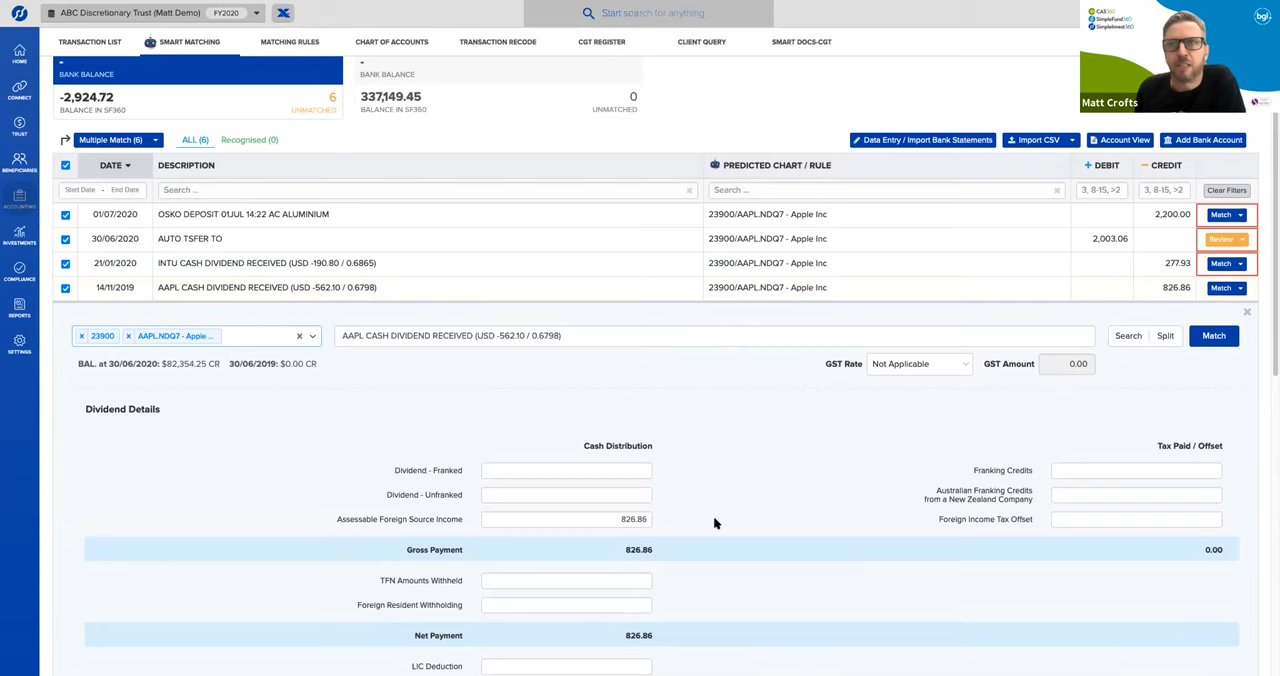 ABC Discretionary Trust (Matt Demo) FY2020
Start search for anything...
CAS360
SimpleFund360
SimpleInvest360
bgl
Matt Crofts
HOME
CONNECT
TRUST
BENEFICIARIES
ACCOUNTING
INVESTMENTS
COMPLIANCE
REPORTS
SETTINGS
TRANSACTION LIST SMART MATCHING MATCHING RULES CHART OF ACCOUNTS TRANSACTION RECODE CGT REGISTER CLIENT QUERY SMART DOCS-CGT
- -
BANK BALANCE BANK BALANCE
-2,924.72 6 337,149.45 0
BALANCE IN SF360 UNMATCHED BALANCE IN SF360 UNMATCHED
Multiple Match (6) ALL (6) Recognised (0) Data Entry / Import Bank Statements Import CSV Account View Add Bank Account
DATE DESCRIPTION PREDICTED CHART / RULE + DEBIT − CREDIT
Start Date - End Date Search ... Search ... 3, 8-15, >2 3, 8-15, >2 Clear Filters
01/07/2020 OSKO DEPOSIT 01JUL 14:22 AC ALUMINIUM 23900/AAPL.NDQ7 - Apple Inc 2,200.00 Match
30/06/2020 AUTO TSFER TO 23900/AAPL.NDQ7 - Apple Inc 2,003.06 Review
21/01/2020 INTU CASH DIVIDEND RECEIVED (USD -190.80 / 0.6865) 23900/AAPL.NDQ7 - Apple Inc 277.93 Match
14/11/2019 AAPL CASH DIVIDEND RECEIVED (USD -562.10 / 0.6798) 23900/AAPL.NDQ7 - Apple Inc 826.86 Match
× 23900 × AAPL.NDQ7 - Apple ... × AAPL CASH DIVIDEND RECEIVED (USD -562.10 / 0.6798) Search Split Match
BAL. at 30/06/2020: $82,354.25 CR 30/06/2019: $0.00 CR GST Rate Not Applicable GST Amount 0.00
Dividend Details
Cash Distribution Tax Paid / Offset
Dividend - Franked Franking Credits
Dividend - Unfranked Australian Franking Credits
from a New Zealand Company
Assessable Foreign Source Income 826.86 Foreign Income Tax Offset
Gross Payment 826.86 0.00
TFN Amounts Withheld
Foreign Resident Withholding
Net Payment 826.86
LIC Deduction